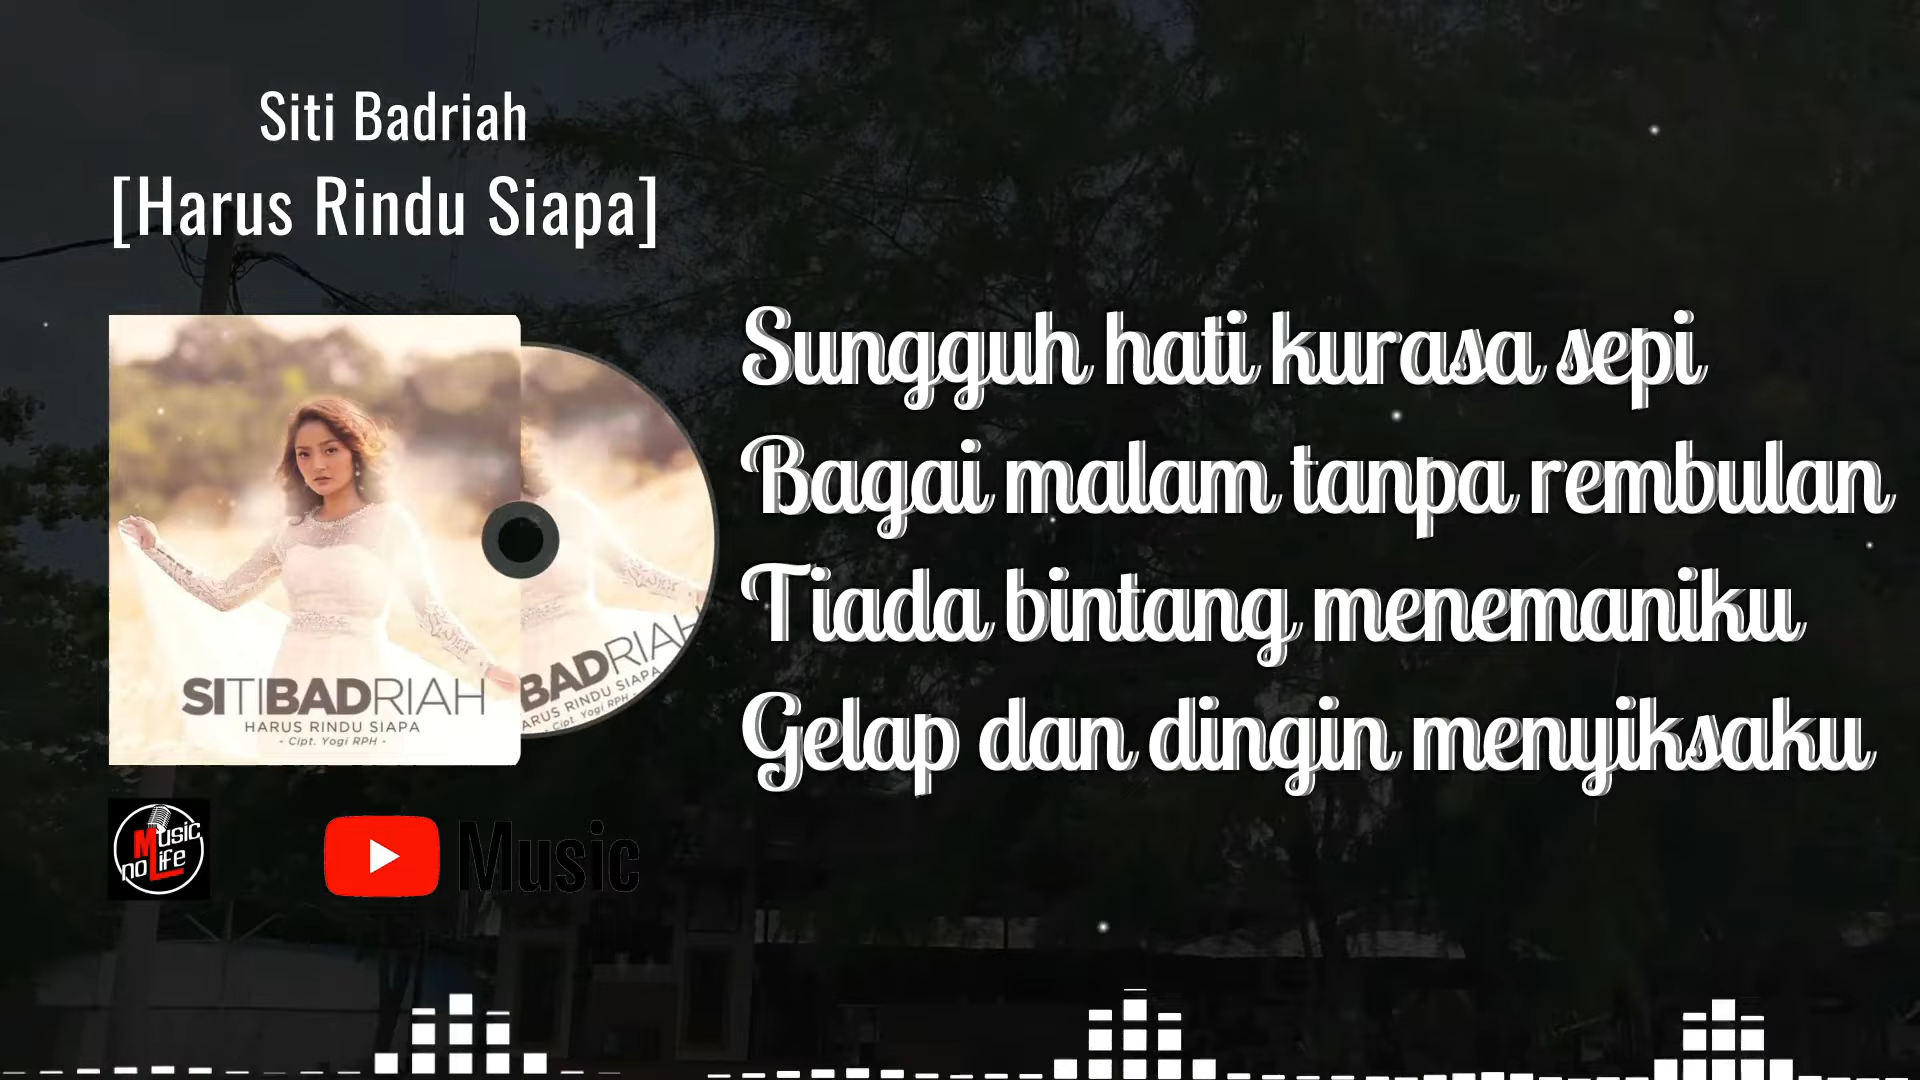 Siti Badriah
[Harus Rindu Siapa]
Sungguh hati kurasa sepi
Bagai malam tanpa rembulan
Tiada bintang menemaniku
Gelap dan dingin menyiksaku
SITIBADRIAH
HARUS RINDU SIAPA
- Cipt. Yogi RPH -
BADRIAH
ARUS RINDU SIAPA
- Cipt. Yogi RPH -
Music
no Life
Music